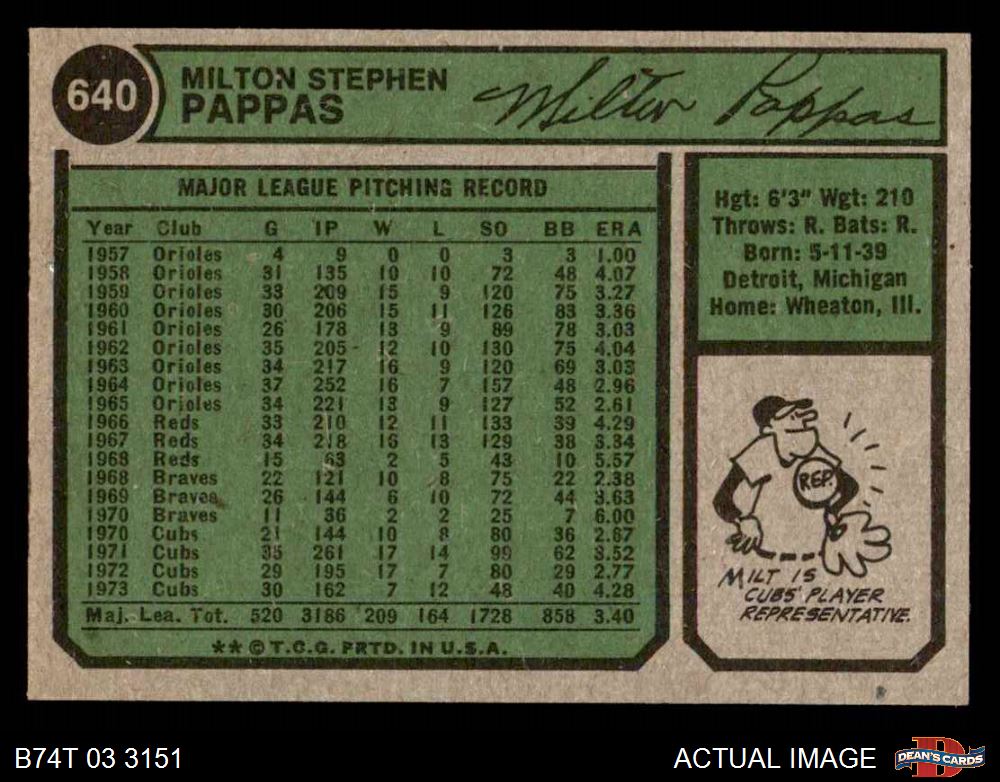 640
MILTON STEPHEN
PAPPAS
Milton Pappas
MAJOR LEAGUE PITCHING RECORD
Year Club G IP W L SO BB ERA
1957 Orioles 4 9 0 0 3 3 1.00
1958 Orioles 31 135 10 10 72 48 4.07
1959 Orioles 33 209 15 9 120 75 3.27
1960 Orioles 30 206 15 11 126 83 3.36
1961 Orioles 26 178 13 9 89 78 3.03
1962 Orioles 35 205 12 10 130 75 4.04
1963 Orioles 34 217 16 9 120 69 3.03
1964 Orioles 37 252 16 7 157 48 2.96
1965 Orioles 34 221 13 9 127 52 2.61
1966 Reds 33 210 12 11 133 39 4.29
1967 Reds 34 218 16 13 129 38 3.34
1968 Reds 15 63 2 5 43 10 5.57
1968 Braves 22 121 10 8 75 22 2.38
1969 Braves 26 144 6 10 72 44 3.63
1970 Braves 11 36 2 2 25 7 6.00
1970 Cubs 21 144 10 8 80 36 2.67
1971 Cubs 35 261 17 14 99 62 3.52
1972 Cubs 29 195 17 7 80 29 2.77
1973 Cubs 30 162 7 12 48 40 4.28
Maj. Lea. Tot. 520 3186 209 164 1728 858 3.40
** © T.C.G. PRTD. IN U.S.A.
Hgt: 6'3" Wgt: 210
Throws: R. Bats: R.
Born: 5-11-39
Detroit, Michigan
Home: Wheaton, Ill.
REP.
MILT IS
CUBS' PLAYER
REPRESENTATIVE.
B74T 03 3151
ACTUAL IMAGE
D
DEAN'S CARDS